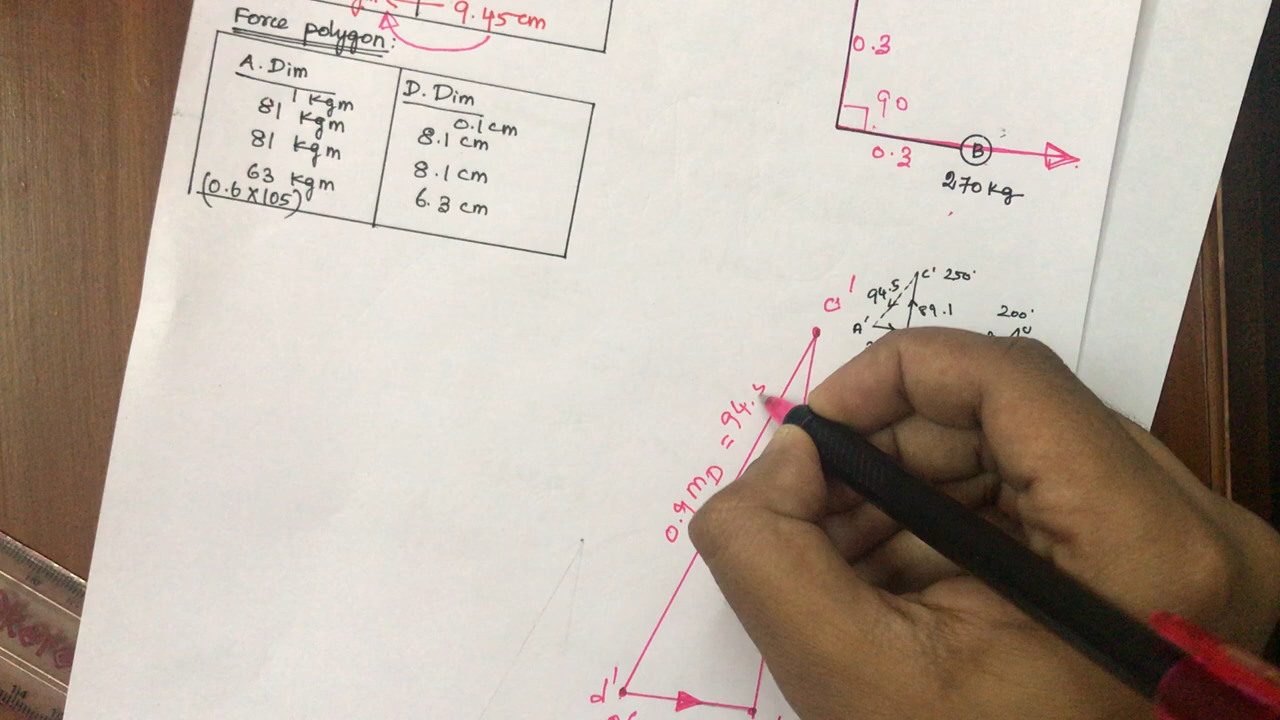 9.45 cm
Force polygon:
A. Dim
D. Dim
1 kgm
0.1 cm
81 kgm
8.1 cm
81 kgm
8.1 cm
63 kgm
6.3 cm
(0.6 X 105)
0.3
90
0.3
B
270 kg
C' 250°
94.5
89.1
A'
200°
C'
0.9 mD = 94.5
d'